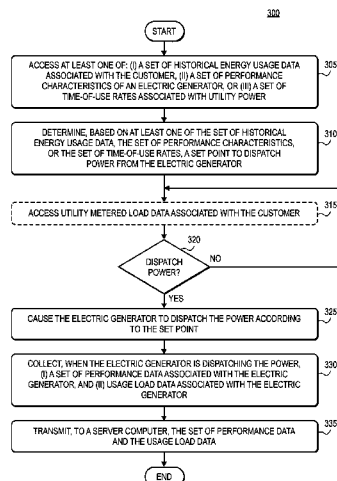 300
START
ACCESS AT LEAST ONE OF: (I) A SET OF HISTORICAL ENERGY USAGE DATA
ASSOCIATED WITH THE CUSTOMER, (II) A SET OF PERFORMANCE
CHARACTERISTICS OF AN ELECTRIC GENERATOR, OR (III) A SET OF
TIME-OF-USE RATES ASSOCIATED WITH UTILITY POWER
305
DETERMINE, BASED ON AT LEAST ONE OF THE SET OF HISTORICAL
ENERGY USAGE DATA, THE SET OF PERFORMANCE CHARACTERISTICS,
OR THE SET OF TIME-OF-USE RATES, A SET POINT TO DISPATCH
POWER FROM THE ELECTRIC GENERATOR
310
ACCESS UTILITY METERED LOAD DATA ASSOCIATED WITH THE CUSTOMER
315
320
DISPATCH
POWER?
NO
YES
CAUSE THE ELECTRIC GENERATOR TO DISPATCH THE POWER ACCORDING
TO THE SET POINT
325
COLLECT, WHEN THE ELECTRIC GENERATOR IS DISPATCHING THE POWER,
(I) A SET OF PERFORMANCE DATA ASSOCIATED WITH THE ELECTRIC
GENERATOR, AND (II) USAGE LOAD DATA ASSOCIATED WITH THE ELECTRIC
GENERATOR
330
TRANSMIT, TO A SERVER COMPUTER, THE SET OF PERFORMANCE DATA
AND THE USAGE LOAD DATA
335
END